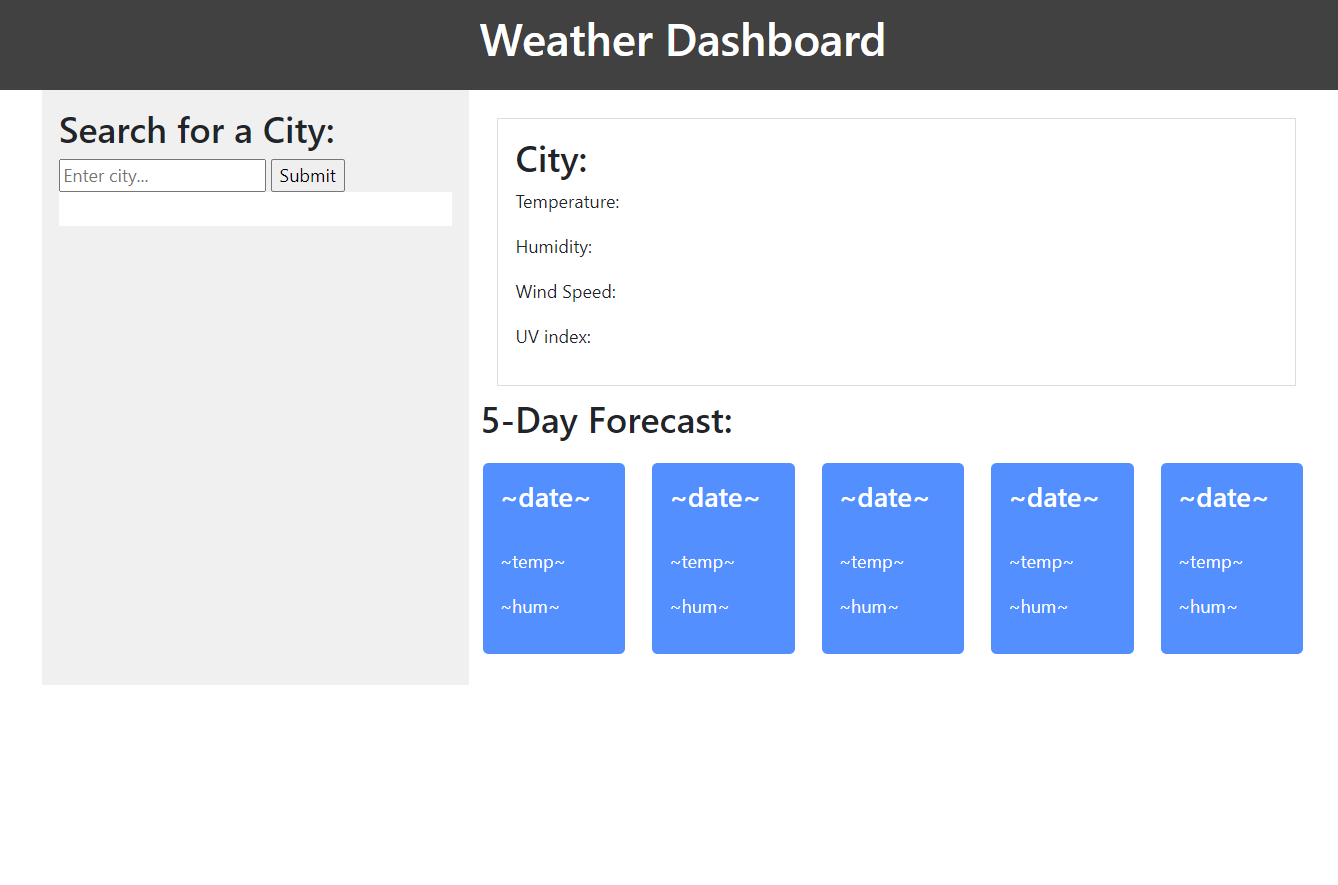 Weather Dashboard
Search for a City:
Enter city...
Submit
City:
Temperature:
Humidity:
Wind Speed:
UV index:
5-Day Forecast:
~date~
~temp~
~hum~
~date~
~temp~
~hum~
~date~
~temp~
~hum~
~date~
~temp~
~hum~
~date~
~temp~
~hum~